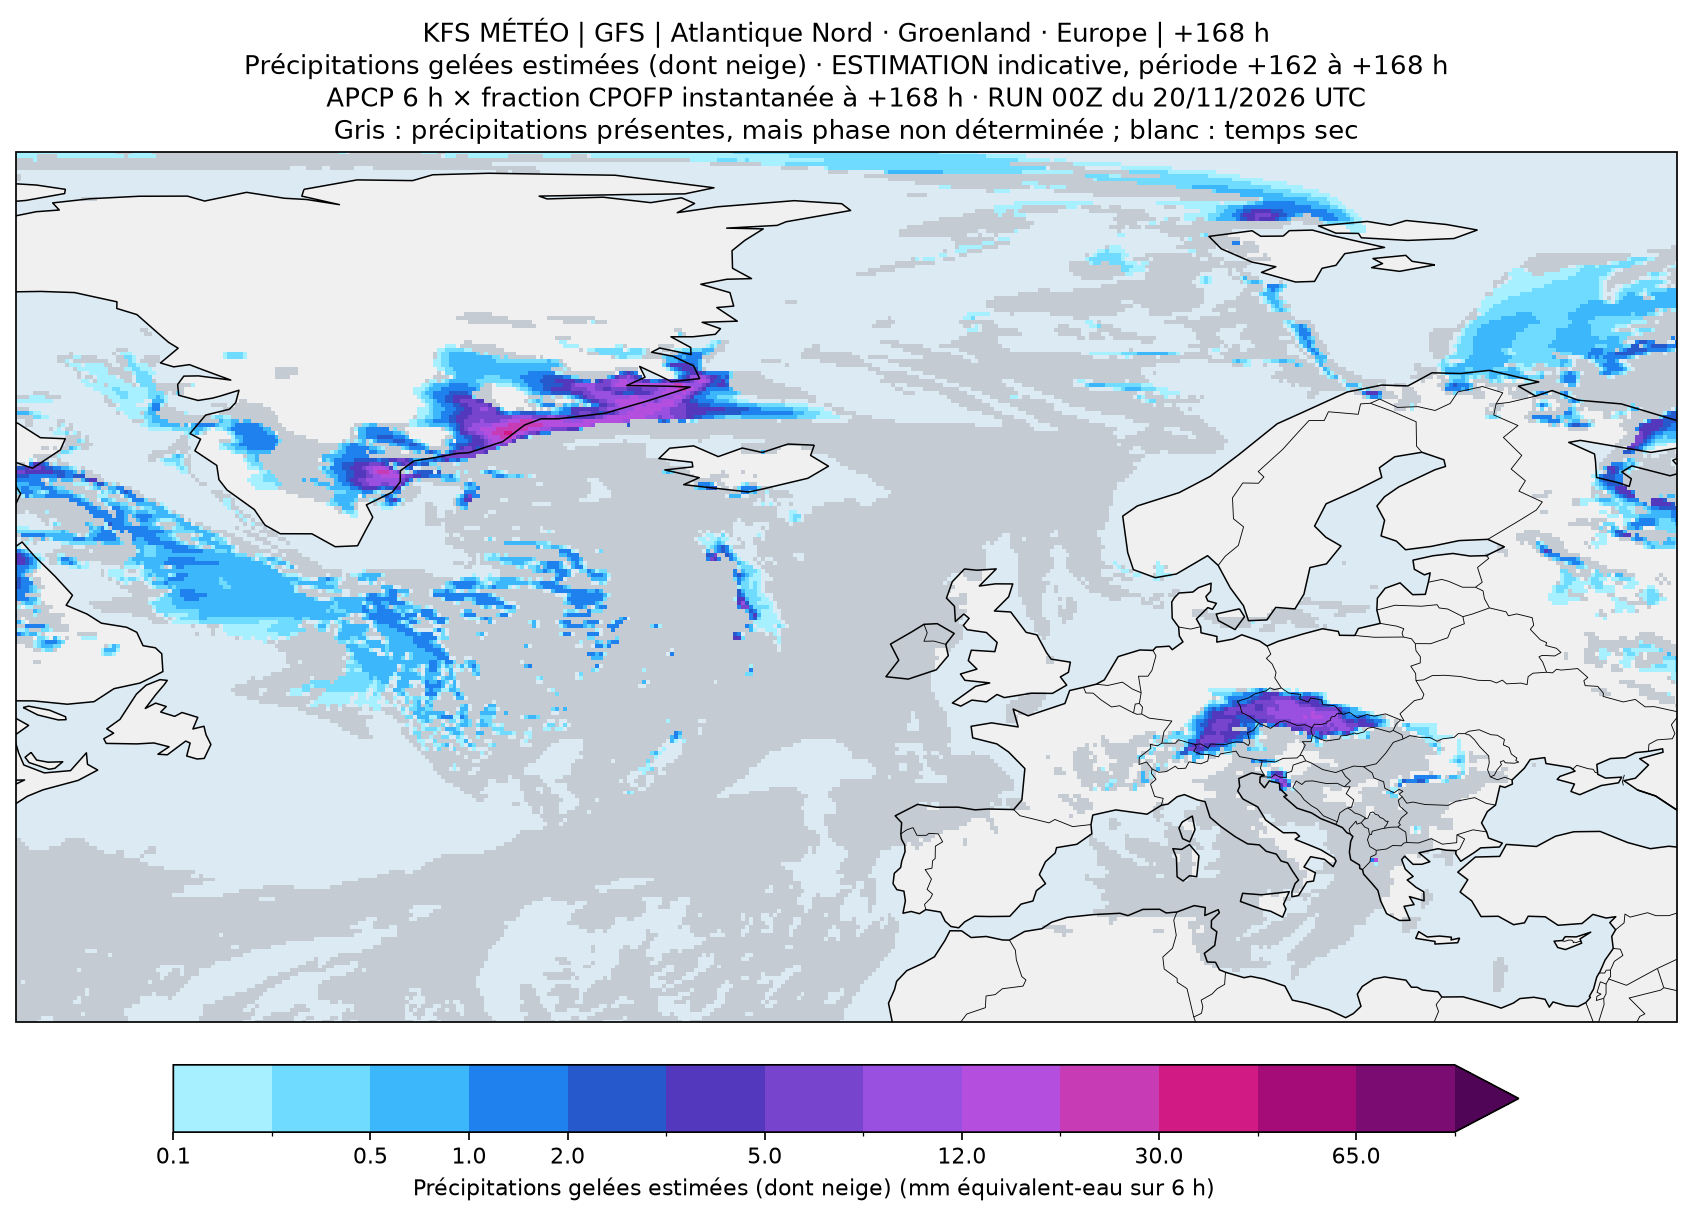 KFS MÉTÉO | GFS | Atlantique Nord · Groenland · Europe | +168 h
Précipitations gelées estimées (dont neige) · ESTIMATION indicative, période +162 à +168 h
APCP 6 h × fraction CPOFP instantanée à +168 h · RUN 00Z du 20/11/2026 UTC
Gris : précipitations présentes, mais phase non déterminée ; blanc : temps sec
0.1 0.5 1.0 2.0 5.0 12.0 30.0 65.0
Précipitations gelées estimées (dont neige) (mm équivalent-eau sur 6 h)